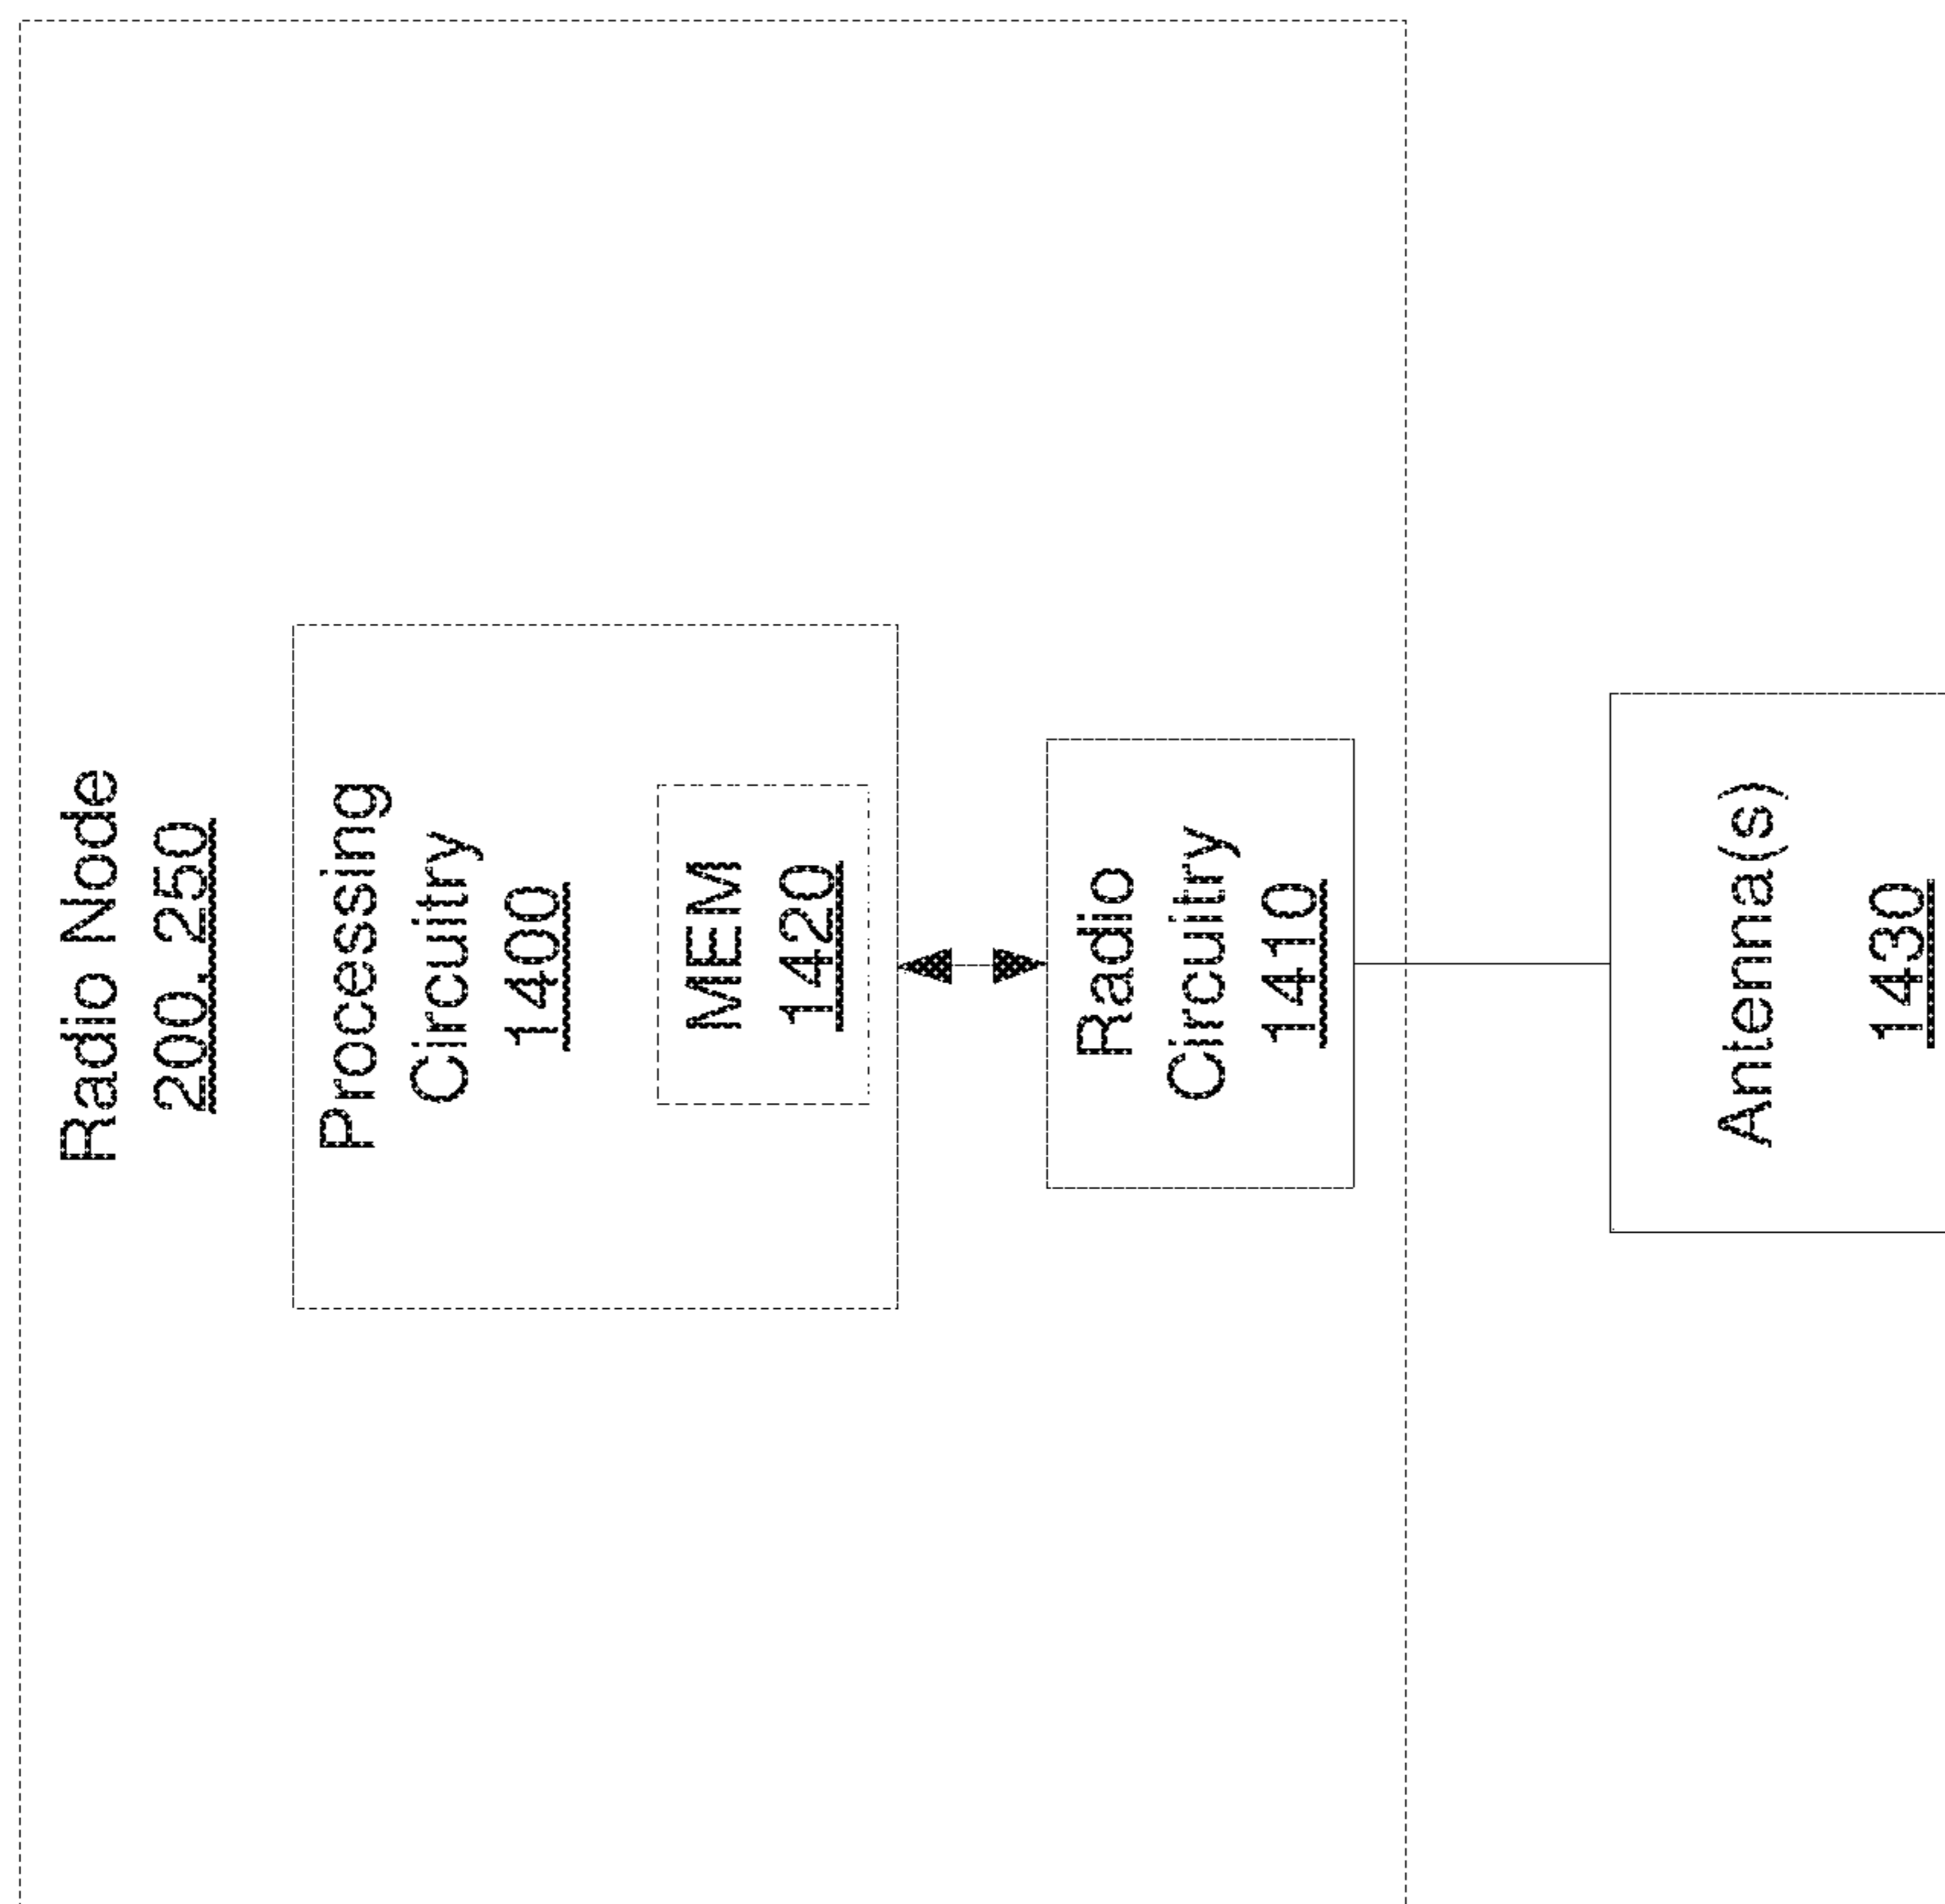 Radio Node
200, 250
Processing
Circuitry
1400
MEM
1420
Radio
Circuitry
1410
Antenna(s)
1430